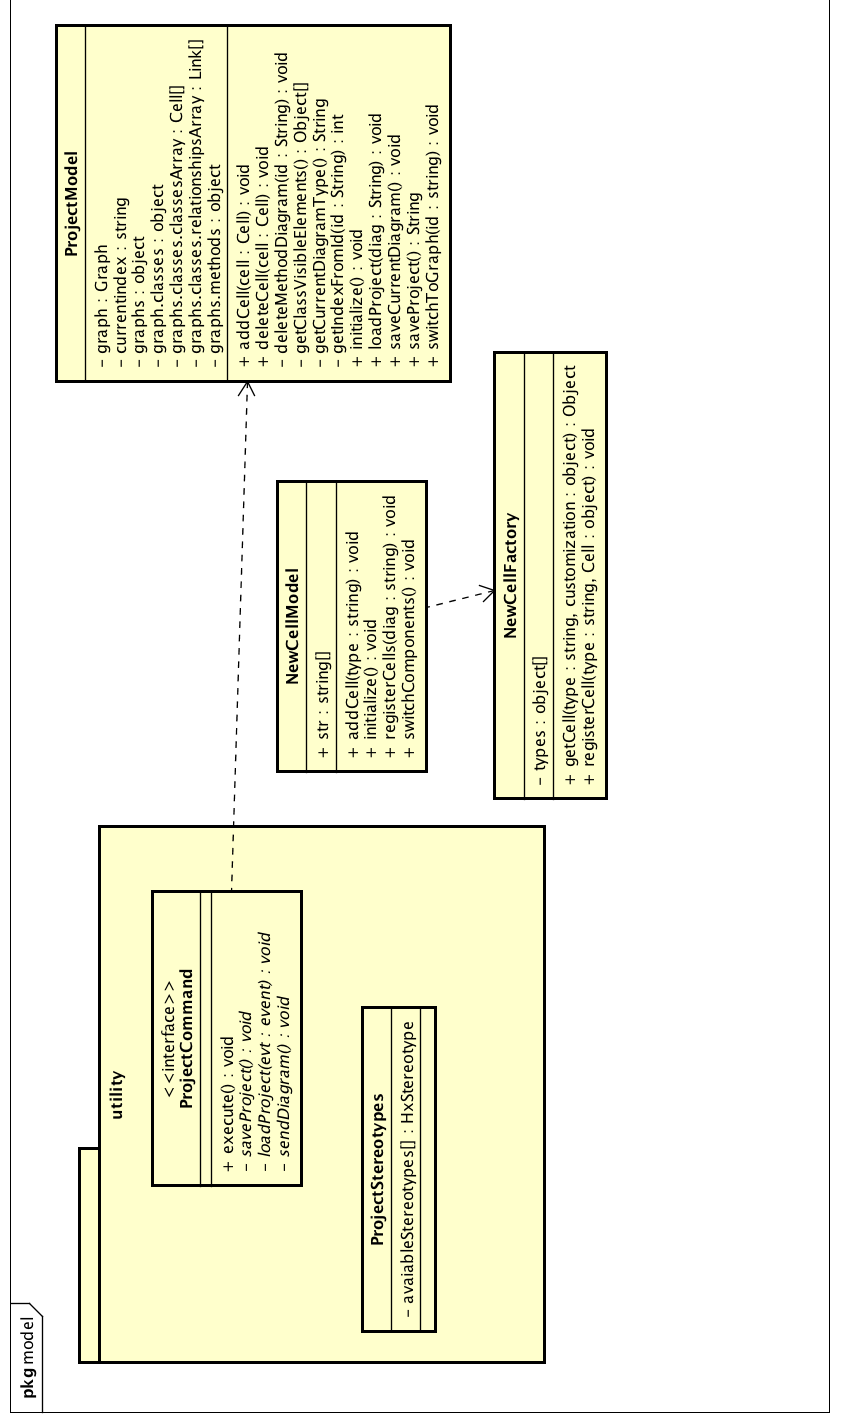 pkg model
utility
<<interface>>
ProjectCommand
+ execute() : void
- saveProject() : void
- loadProject(evt : event) : void
- sendDiagram() : void
ProjectStereotypes
- avaiableStereotypes[] : HxStereotype
NewCellModel
+ str : string[]
+ addCell(type : string) : void
+ initialize() : void
+ registerCells(diag : string) : void
+ switchComponents() : void
NewCellFactory
- types : object[]
+ getCell(type : string, customization : object) : Object
+ registerCell(type : string, Cell : object) : void
ProjectModel
- graph : Graph
- currentindex : string
- graphs : object
- graph.classes : object
- graphs.classes.classesArray : Cell[]
- graphs.classes.relationshipsArray : Link[]
- graphs.methods : object
+ addCell(cell : Cell) : void
+ deleteCell(cell : Cell) : void
- deleteMethodDiagram(id : String) : void
- getClassVisibleElements() : Object[]
- getCurrentDiagramType() : String
- getIndexFromId(id : String) : int
+ initialize() : void
+ loadProject(diag : String) : void
+ saveCurrentDiagram() : void
+ saveProject() : String
+ switchToGraph(id : string) : void